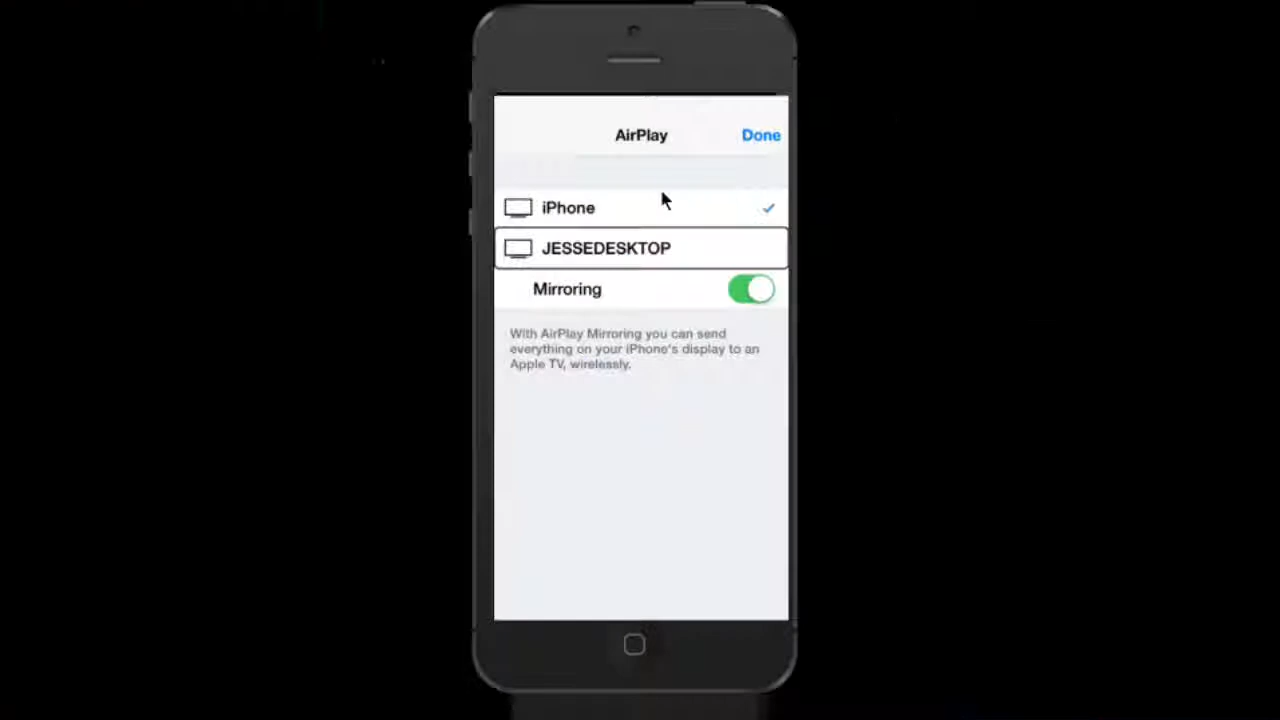 AirPlay
Done
iPhone
JESSEDESKTOP
Mirroring
With AirPlay Mirroring you can send
everything on your iPhone's display to an
Apple TV, wirelessly.